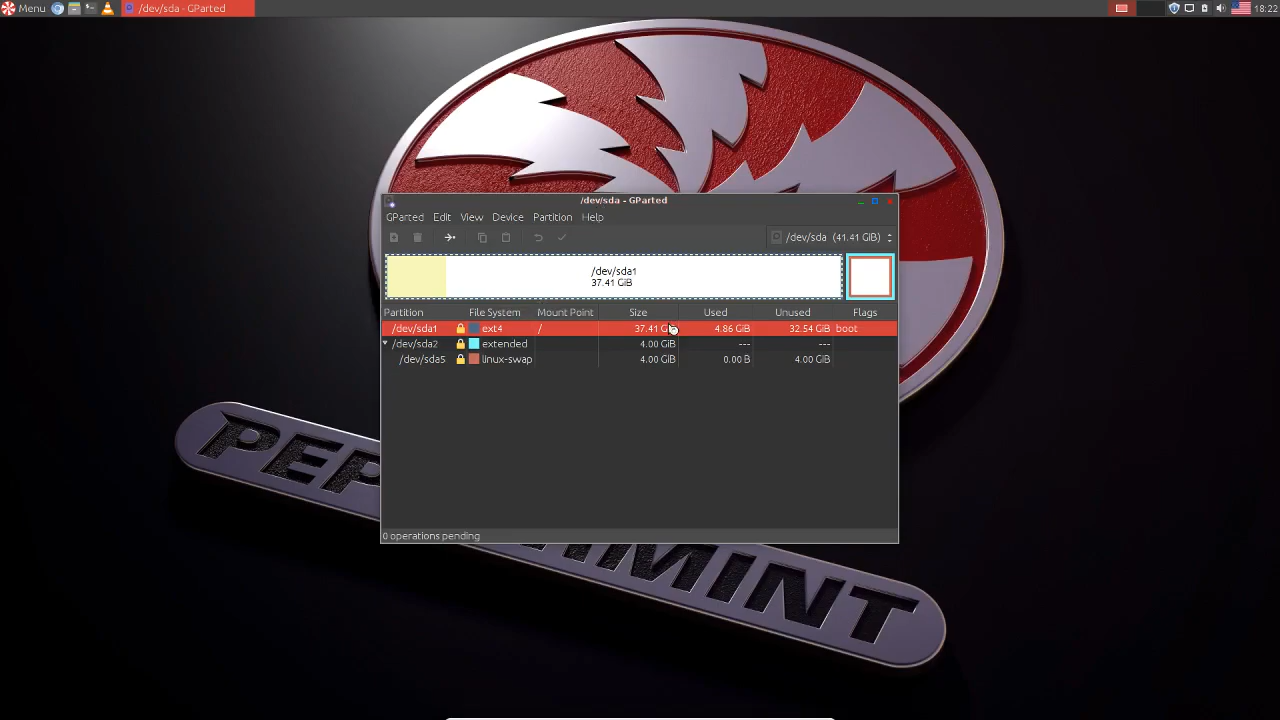 Menu /dev/sda - GParted 18:22
/dev/sda - GParted
GParted Edit View Device Partition Help
/dev/sda (41.41 GiB)
/dev/sda1
37.41 GiB
Partition File System Mount Point Size Used Unused Flags
/dev/sda1 ext4 / 37.41 GiB 4.86 GiB 32.54 GiB boot
/dev/sda2 extended 4.00 GiB --- ---
/dev/sda5 linux-swap 4.00 GiB 0.00 B 4.00 GiB
0 operations pending